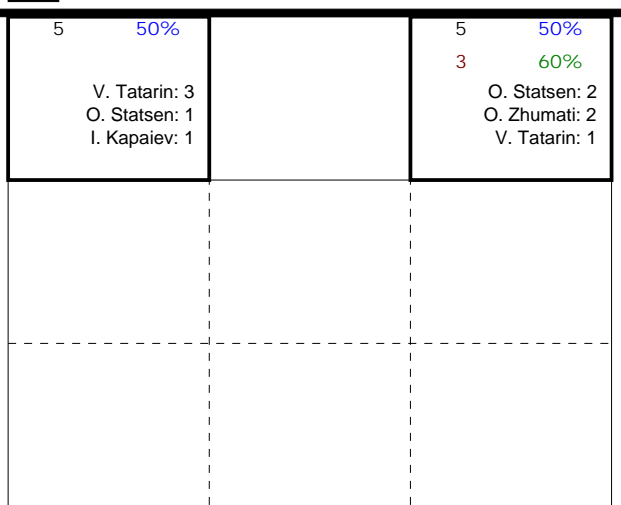 5 50%
V. Tatarin: 3
O. Statsen: 1
I. Kapaiev: 1
5 50%
3 60%
O. Statsen: 2
O. Zhumati: 2
V. Tatarin: 1